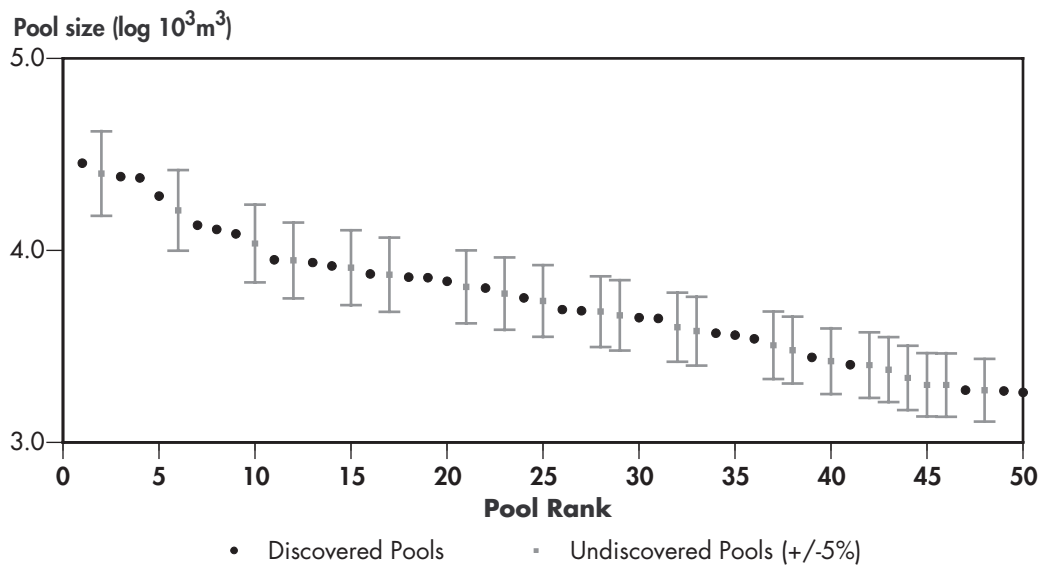 Pool size (log 10³m³)
5.0
4.0
3.0
0 5 10 15 20 25 30 35 40 45 50
Pool Rank
Discovered Pools Undiscovered Pools (+/-5%)